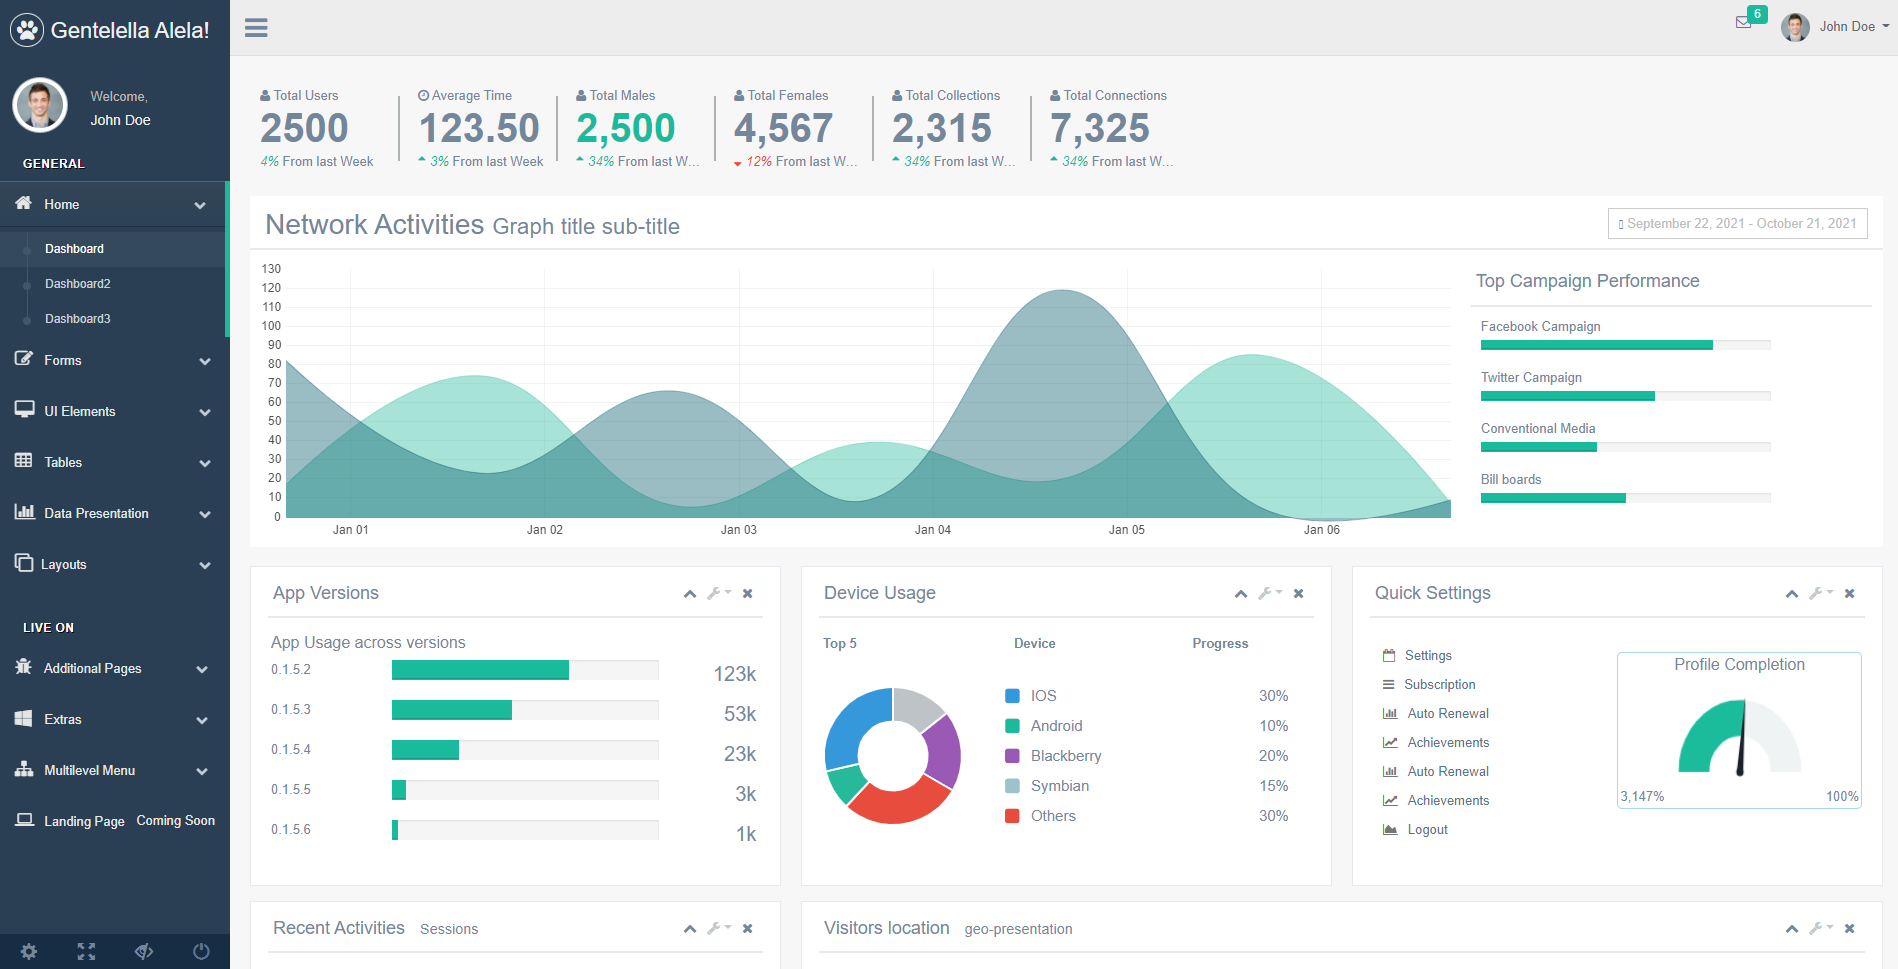 Gentelella Alela!
Welcome,
John Doe
GENERAL
Home
Dashboard
Dashboard2
Dashboard3
Forms
UI Elements
Tables
Data Presentation
Layouts
LIVE ON
Additional Pages
Extras
Multilevel Menu
Landing Page Coming Soon
6
John Doe
Total Users
2500
4% From last Week
Average Time
123.50
3% From last Week
Total Males
2,500
34% From last W...
Total Females
4,567
12% From last W...
Total Collections
2,315
34% From last W...
Total Connections
7,325
34% From last W...
Network Activities Graph title sub-title
September 22, 2021 - October 21, 2021
130
120
110
100
90
80
70
60
50
40
30
20
10
0
Jan 01 Jan 02 Jan 03 Jan 04 Jan 05 Jan 06
Top Campaign Performance
Facebook Campaign
Twitter Campaign
Conventional Media
Bill boards
App Versions
App Usage across versions
0.1.5.2 123k
0.1.5.3 53k
0.1.5.4 23k
0.1.5.5 3k
0.1.5.6 1k
Device Usage
Top 5 Device Progress
IOS 30%
Android 10%
Blackberry 20%
Symbian 15%
Others 30%
Quick Settings
Settings
Subscription
Auto Renewal
Achievements
Auto Renewal
Achievements
Logout
Profile Completion
3,147% 100%
Recent Activities Sessions
Visitors location geo-presentation